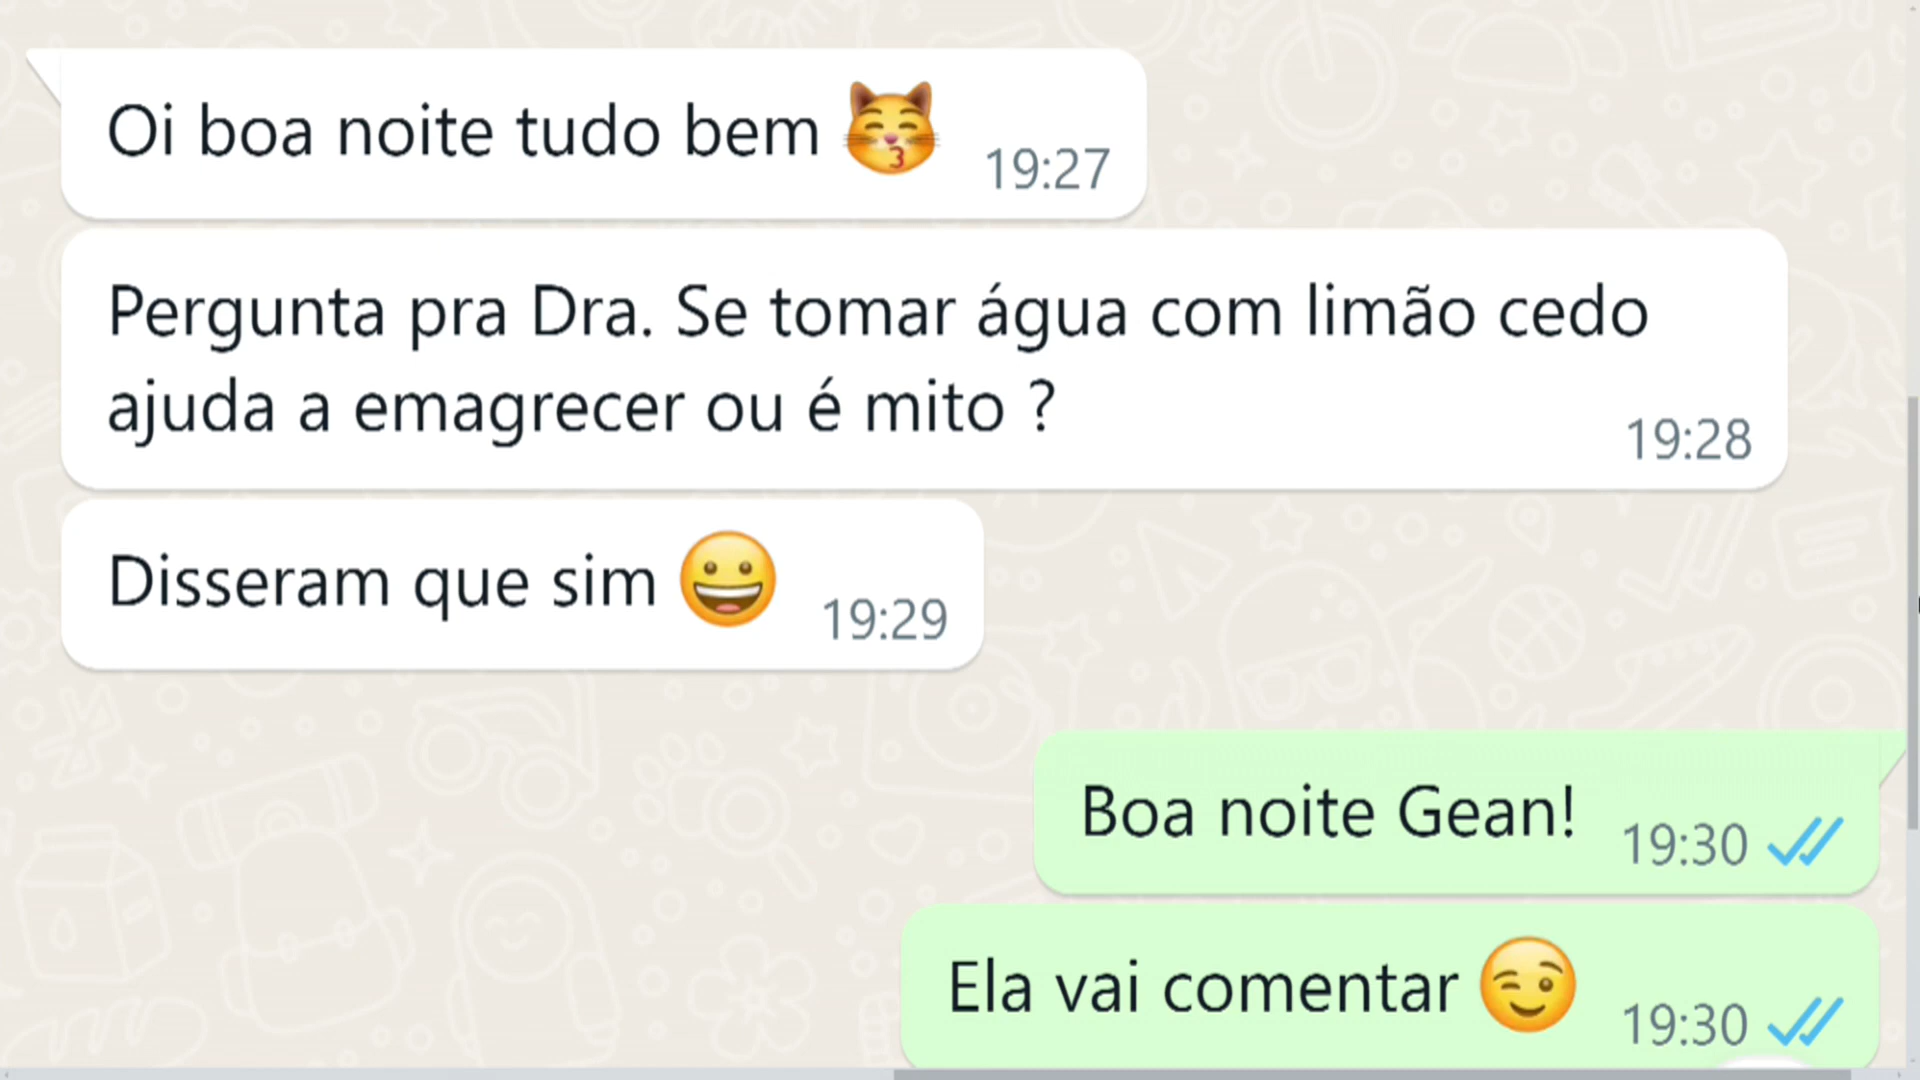 Oi boa noite tudo bem 😽 19:27
Pergunta pra Dra. Se tomar água com limão cedo
ajuda a emagrecer ou é mito ?
19:28
Disseram que sim 😀 19:29
Boa noite Gean! 19:30
Ela vai comentar 😉 19:30